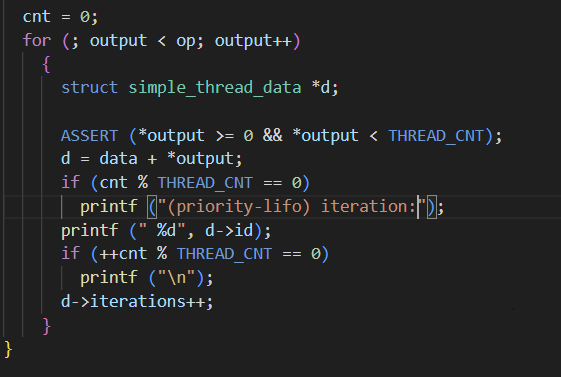 cnt = 0;
for (; output < op; output++)
{
struct simple_thread_data *d;
ASSERT (*output >= 0 && *output < THREAD_CNT);
d = data + *output;
if (cnt % THREAD_CNT == 0)
printf ("(priority-lifo) iteration:");
printf (" %d", d->id);
if (++cnt % THREAD_CNT == 0)
printf ("\n");
d->iterations++;
}
}